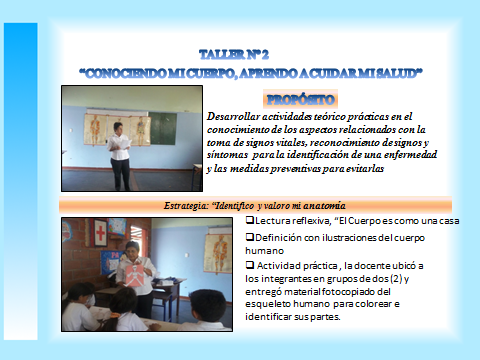 TALLER Nº 2
“CONOCIENDO MI CUERPO, APRENDO A CUIDAR MI SALUD”
PROPÓSITO
Desarrollar actividades teórico prácticas en el
conocimiento de los aspectos relacionados con la
toma de signos vitales, reconocimiento de signos y
síntomas para la identificación de una enfermedad
y las medidas preventivas para evitarlas
Estrategia: “Identifico y valoro mi anatomía
❑Lectura reflexiva, “El Cuerpo es como una casa
❑Definición con ilustraciones del cuerpo
humano
❑ Actividad práctica , la docente ubicó a
los integrantes en grupos de dos (2) y
entregó material fotocopiado del
esqueleto humano para colorear e
identificar sus partes.